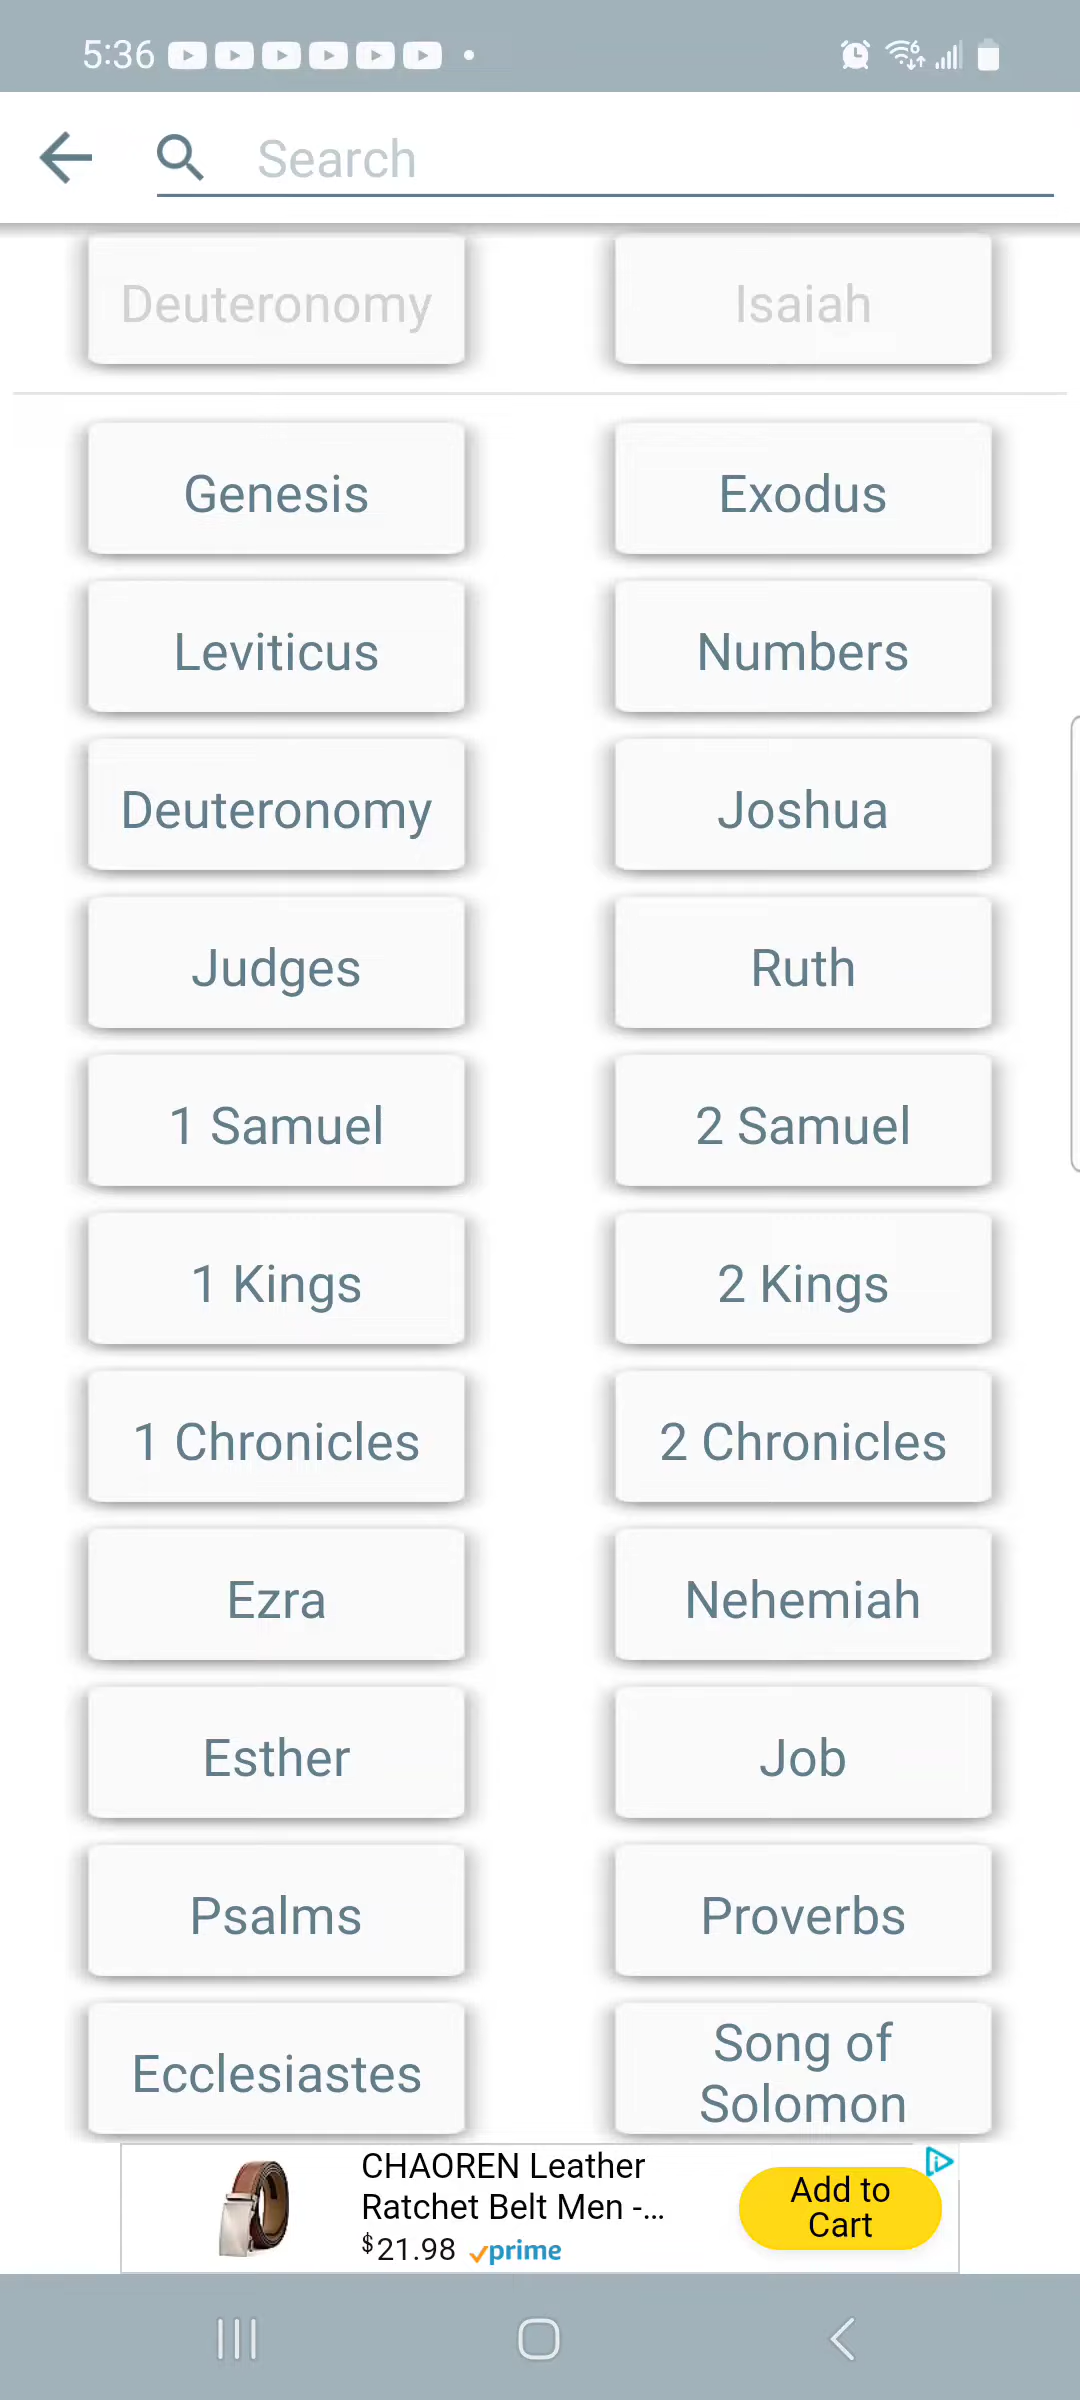 5:36
Search
Deuteronomy
Isaiah
Genesis
Exodus
Leviticus
Numbers
Deuteronomy
Joshua
Judges
Ruth
1 Samuel
2 Samuel
1 Kings
2 Kings
1 Chronicles
2 Chronicles
Ezra
Nehemiah
Esther
Job
Psalms
Proverbs
Ecclesiastes
Song of
Solomon
CHAOREN Leather
Ratchet Belt Men -...
$21.98 prime
Add to
Cart